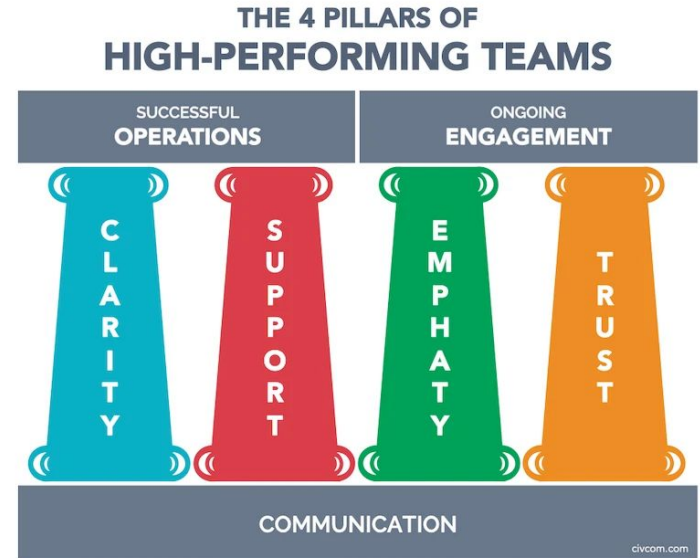 THE 4 PILLARS OF
HIGH-PERFORMING TEAMS
SUCCESSFUL
OPERATIONS
ONGOING
ENGAGEMENT
CLARITY
SUPPORT
EMPHATY
TRUST
COMMUNICATION
civcom.com